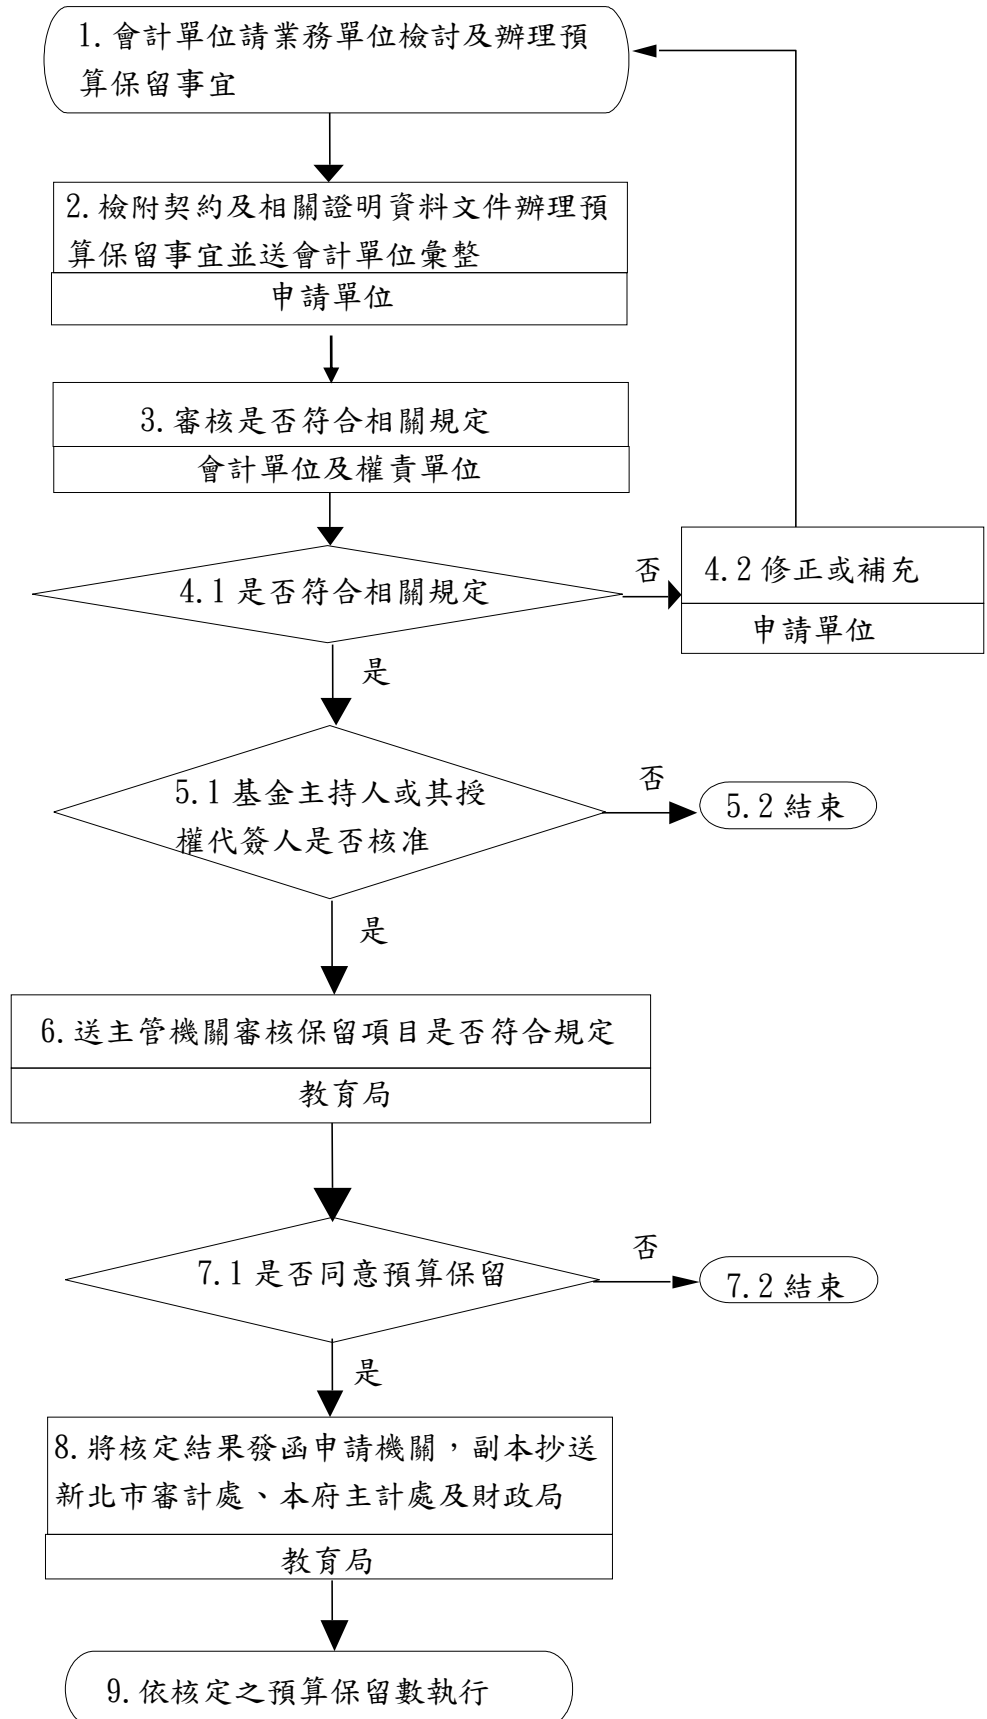 1.會計單位請業務單位檢討及辦理預
算保留事宜
2.檢附契約及相關證明資料文件辦理預
算保留事宜並送會計單位彙整
申請單位
3.審核是否符合相關規定
會計單位及權責單位
4.1是否符合相關規定
否
4.2修正或補充
申請單位
是
5.1基金主持人或其授
權代簽人是否核准
否
5.2結束
是
6.送主管機關審核保留項目是否符合規定
教育局
7.1是否同意預算保留
否
7.2結束
是
8.將核定結果發函申請機關，副本抄送
新北市審計處、本府主計處及財政局
教育局
9.依核定之預算保留數執行